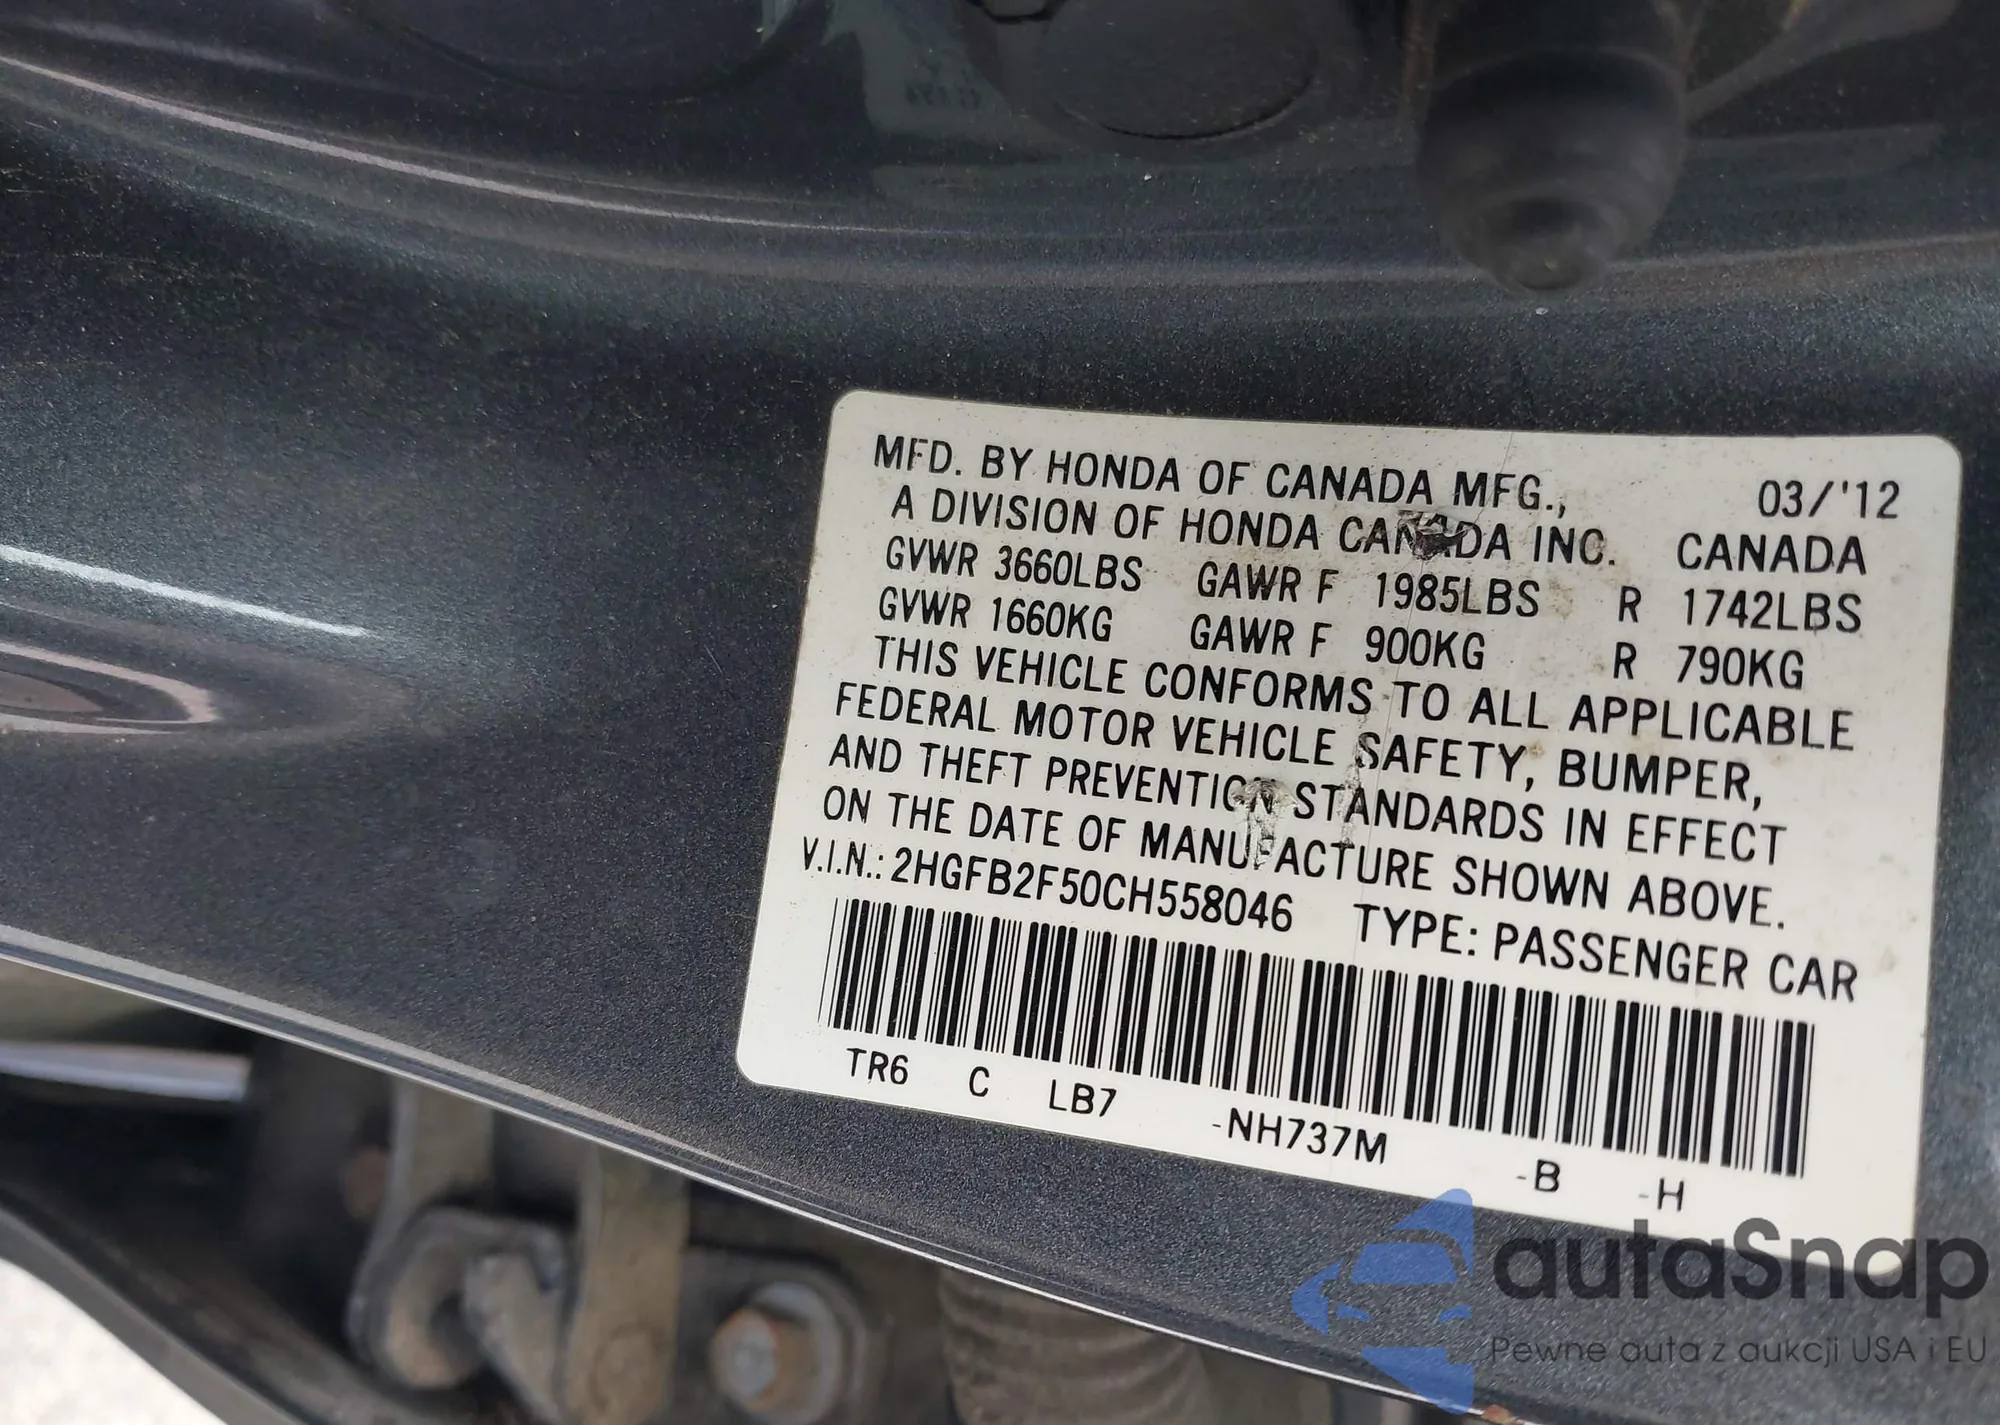 MFD. BY HONDA OF CANADA MFG., 03/'12
A DIVISION OF HONDA CANADA INC. CANADA
GVWR 3660LBS GAWR F 1985LBS R 1742LBS
GVWR 1660KG GAWR F 900KG R 790KG
THIS VEHICLE CONFORMS TO ALL APPLICABLE
FEDERAL MOTOR VEHICLE SAFETY, BUMPER,
AND THEFT PREVENTION STANDARDS IN EFFECT
ON THE DATE OF MANUFACTURE SHOWN ABOVE.
V.I.N.: 2HGFB2F50CH558046 TYPE: PASSENGER CAR
TR6 C LB7 -NH737M -B -H
autaSnap
Pewne auta z aukcji USA i EU